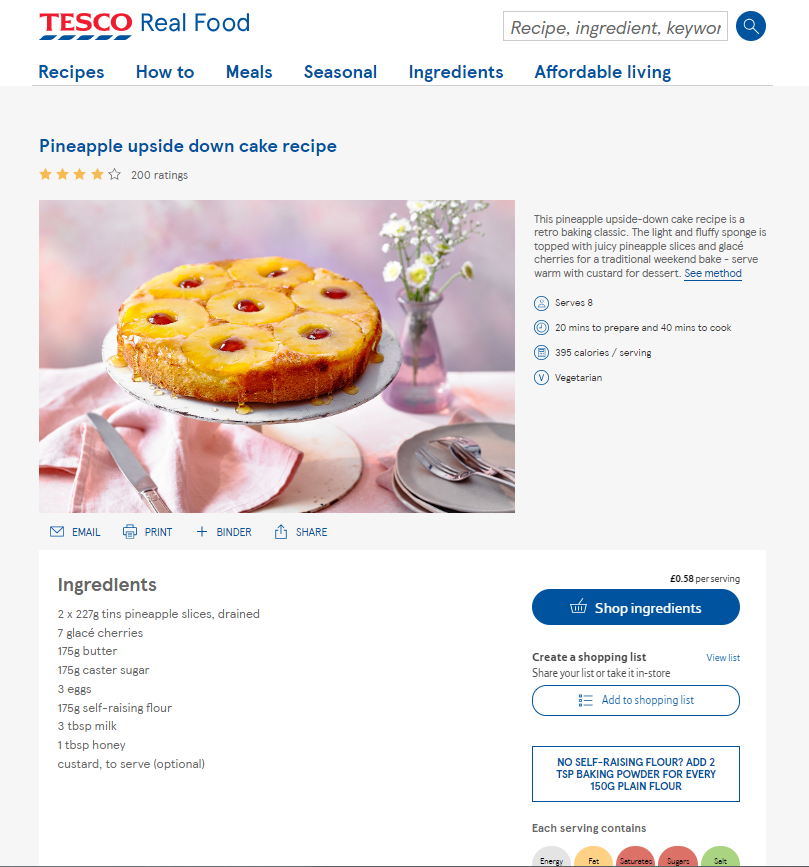 TESCO Real Food
Recipe, ingredient, keywor
Recipes How to Meals Seasonal Ingredients Affordable living
Pineapple upside down cake recipe
200 ratings
This pineapple upside-down cake recipe is a
retro baking classic. The light and fluffy sponge is
topped with juicy pineapple slices and glacé
cherries for a traditional weekend bake - serve
warm with custard for dessert. See method
Serves 8
20 mins to prepare and 40 mins to cook
395 calories / serving
V Vegetarian
EMAIL PRINT BINDER SHARE
Ingredients
2 x 227g tins pineapple slices, drained
7 glacé cherries
175g butter
175g caster sugar
3 eggs
175g self-raising flour
3 tbsp milk
1 tbsp honey
custard, to serve (optional)
£0.58 per serving
Shop ingredients
Create a shopping list View list
Share your list or take it in-store
Add to shopping list
NO SELF-RAISING FLOUR? ADD 2
TSP BAKING POWDER FOR EVERY
150G PLAIN FLOUR
Each serving contains
Energy Fat Saturates Sugars Salt